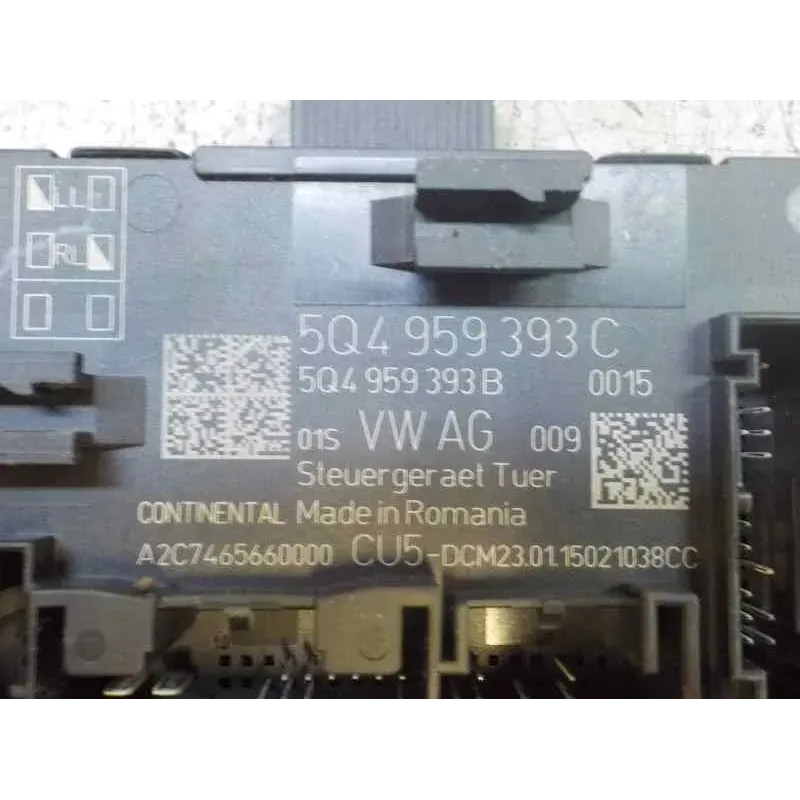 LL
RL
5Q4 959 393 C
5Q4 959 393 B 0015
01S VW AG 009
Steuergeraet Tuer
CONTINENTAL Made in Romania
A2C7465660000 CU5-DCM23.01.15021038CC